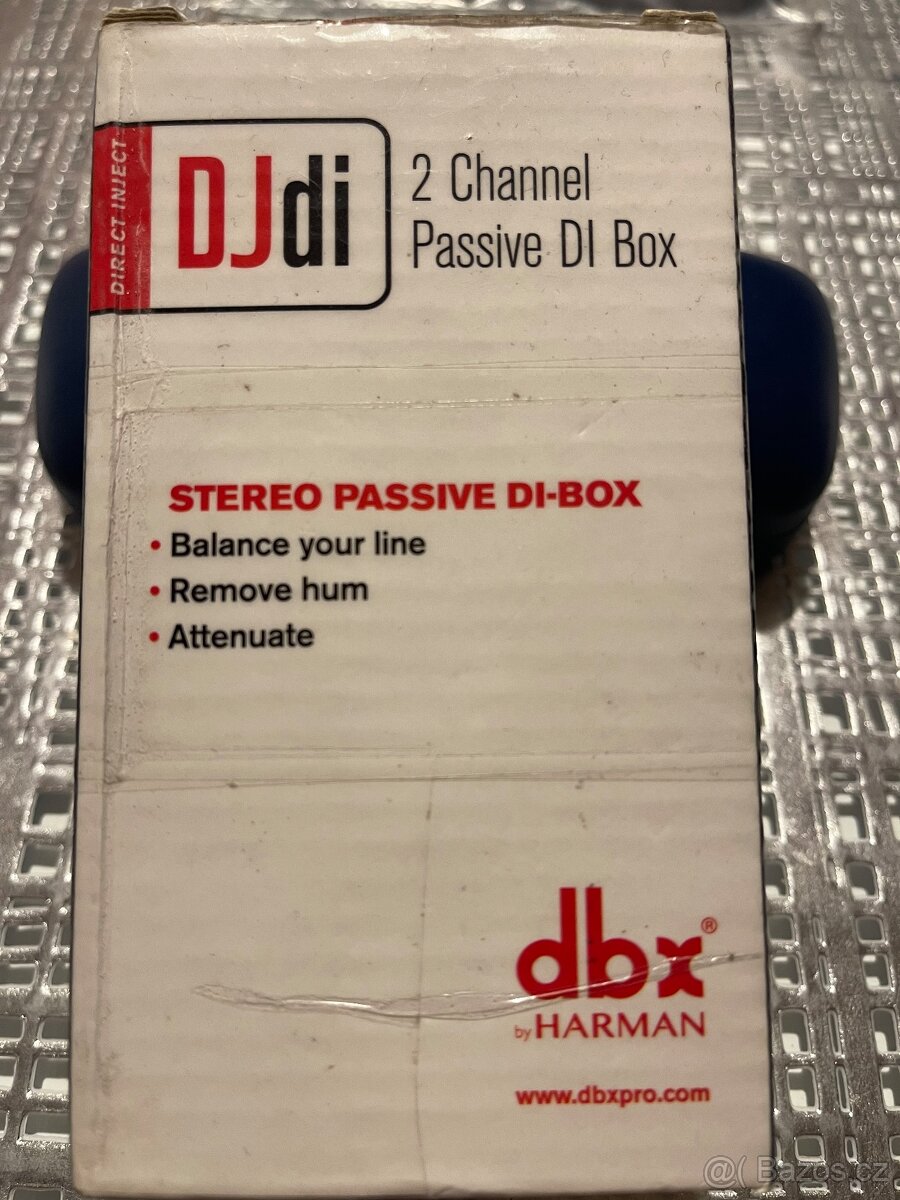 DIRECT INJECT
DJdi
2 Channel
Passive DI Box
STEREO PASSIVE DI-BOX
• Balance your line
• Remove hum
• Attenuate
dbx®
by HARMAN
www.dbxpro.com
@( Bazos.cz